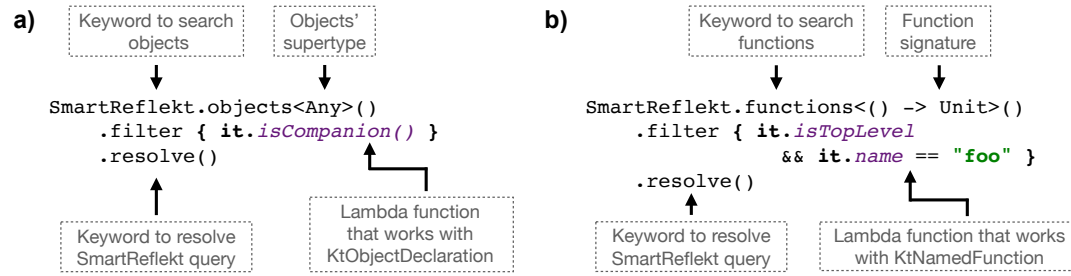 a)
Keyword to search
objects
Objects'
supertype
SmartReflekt.objects<Any>()
.filter { it.isCompanion() }
.resolve()
Keyword to resolve
SmartReflekt query
Lambda function
that works with
KtObjectDeclaration
b)
Keyword to search
functions
Function
signature
SmartReflekt.functions<() -> Unit>()
.filter { it.isTopLevel
&& it.name == "foo" }
.resolve()
Keyword to resolve
SmartReflekt query
Lambda function that works
with KtNamedFunction